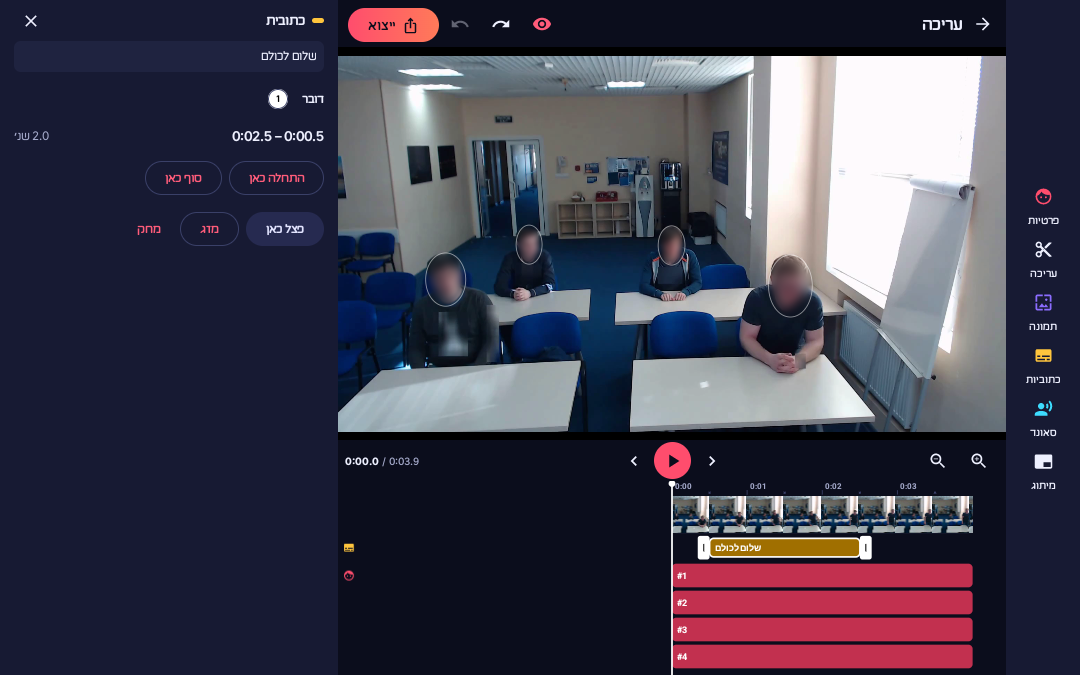 עריכה
ייצוא
כתובית
שלום לכולם
דובר
1
0:00.5 – 0:02.5
2.0 שנ׳
התחלה כאן
סוף כאן
פצל כאן
מזג
מחק
פרטיות
עריכה
תמונה
כתוביות
סאונד
מיתוג
0:00.0 / 0:03.9
0:00
0:01
0:02
0:03
שלום לכולם
#1
#2
#3
#4